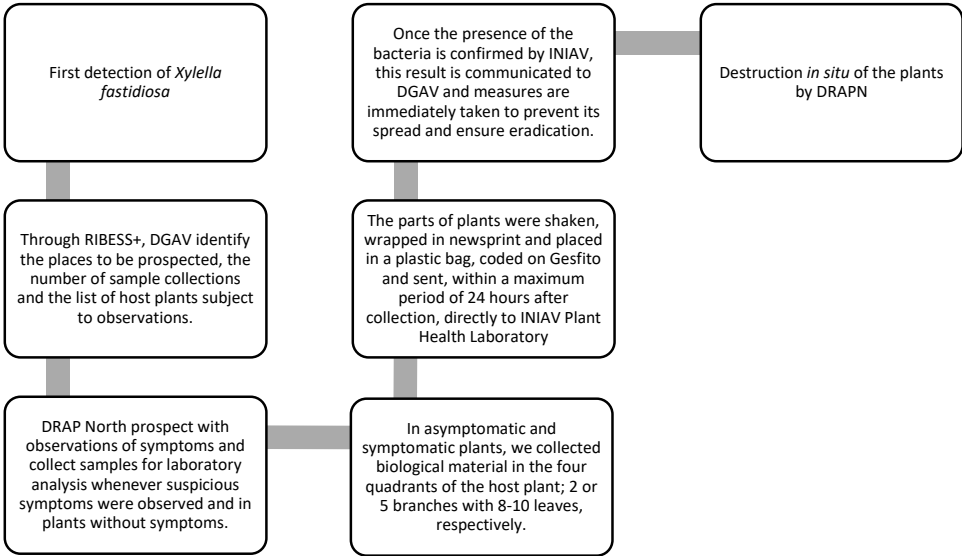 First detection of Xylella
fastidiosa
Through RIBESS+, DGAV identify
the places to be prospected, the
number of sample collections
and the list of host plants subject
to observations.
DRAP North prospect with
observations of symptoms and
collect samples for laboratory
analysis whenever suspicious
symptoms were observed and in
plants without symptoms.
In asymptomatic and
symptomatic plants, we collected
biological material in the four
quadrants of the host plant; 2 or
5 branches with 8-10 leaves,
respectively.
The parts of plants were shaken,
wrapped in newsprint and placed
in a plastic bag, coded on Gesfito
and sent, within a maximum
period of 24 hours after
collection, directly to INIAV Plant
Health Laboratory
Once the presence of the
bacteria is confirmed by INIAV,
this result is communicated to
DGAV and measures are
immediately taken to prevent its
spread and ensure eradication.
Destruction in situ of the plants
by DRAPN